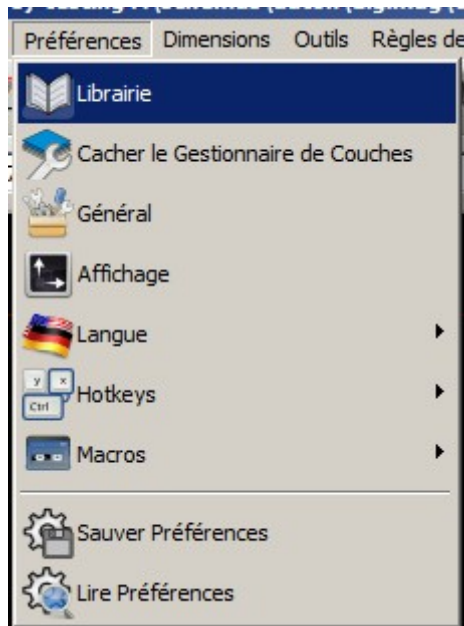 Préférences Dimensions Outils Règles de
Librairie
Cacher le Gestionnaire de Couches
Général
Affichage
Langue
y x
Ctrl
Hotkeys
Macros
Sauver Préférences
Lire Préférences